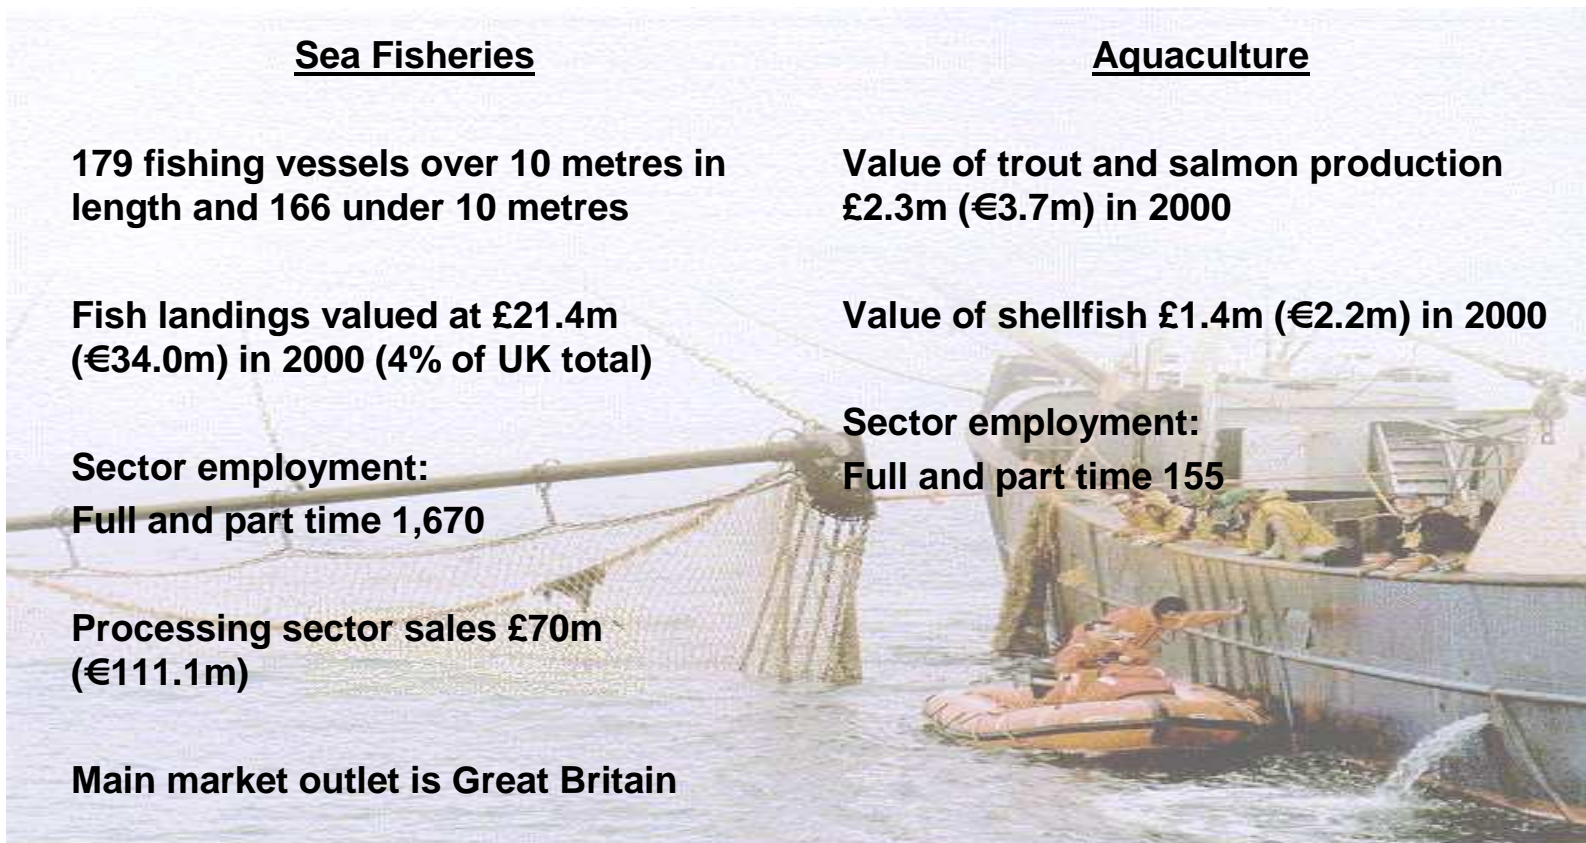 Sea Fisheries
179 fishing vessels over 10 metres in
length and 166 under 10 metres
Fish landings valued at £21.4m
(€34.0m) in 2000 (4% of UK total)
Sector employment:
Full and part time 1,670
Processing sector sales £70m
(€111.1m)
Main market outlet is Great Britain
Aquaculture
Value of trout and salmon production
£2.3m (€3.7m) in 2000
Value of shellfish £1.4m (€2.2m) in 2000
Sector employment:
Full and part time 155